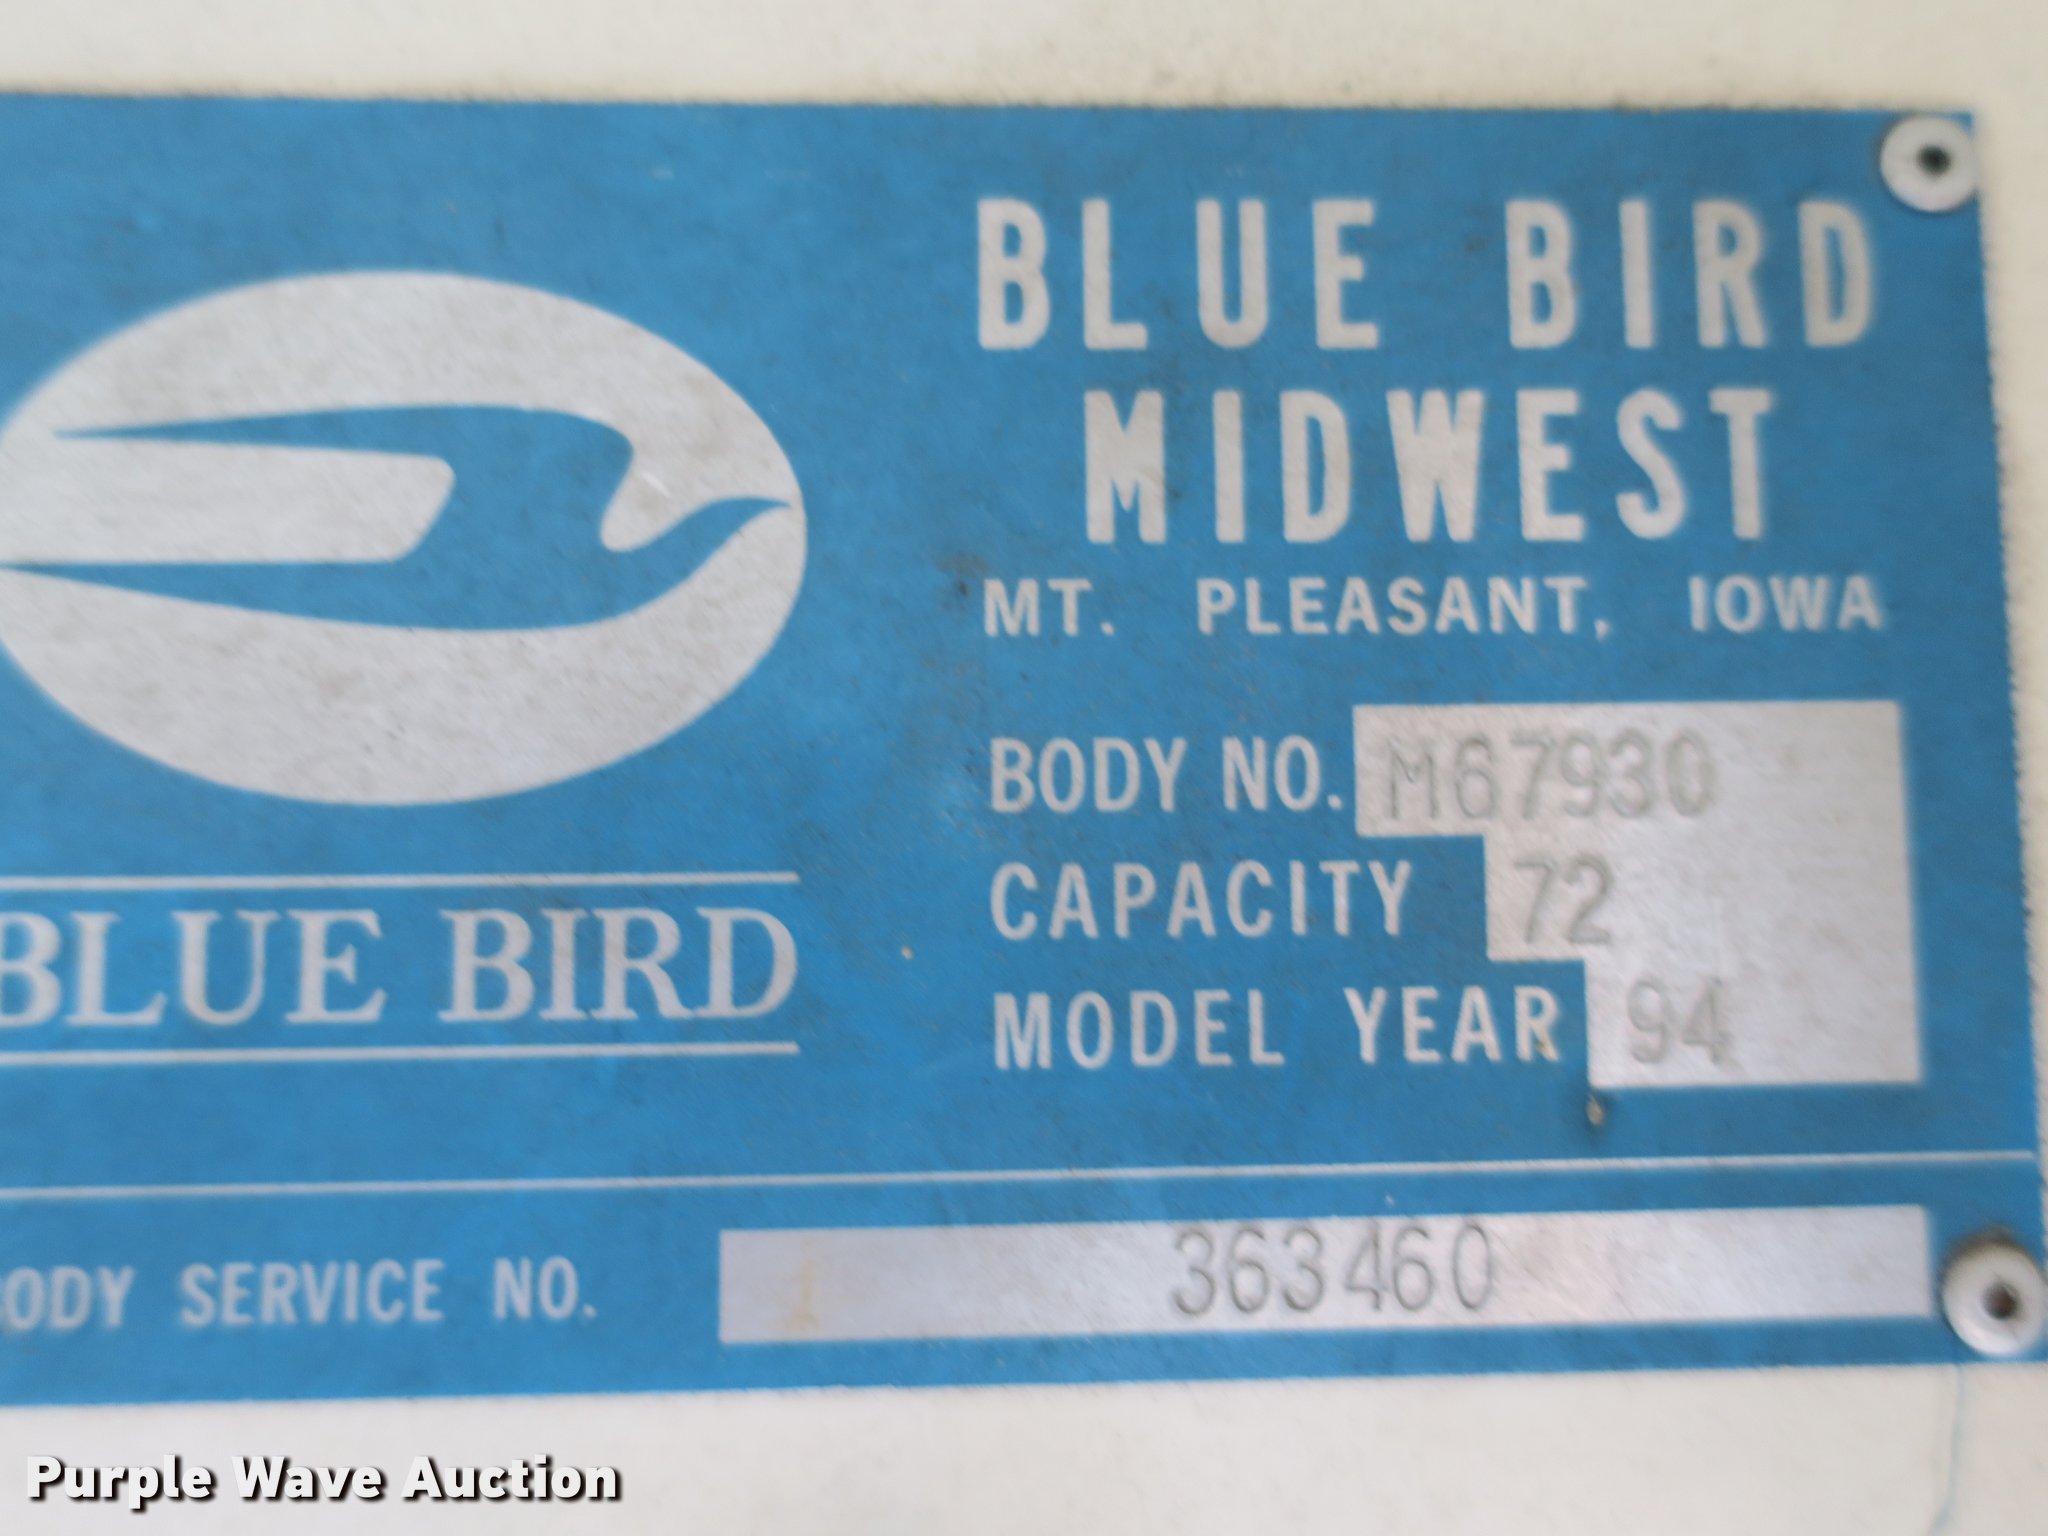 BLUE BIRD
MIDWEST
MT. PLEASANT, IOWA
BODY NO. M67930
CAPACITY 72
MODEL YEAR 94
BLUE BIRD
ODY SERVICE NO. 363460
Purple Wave Auction